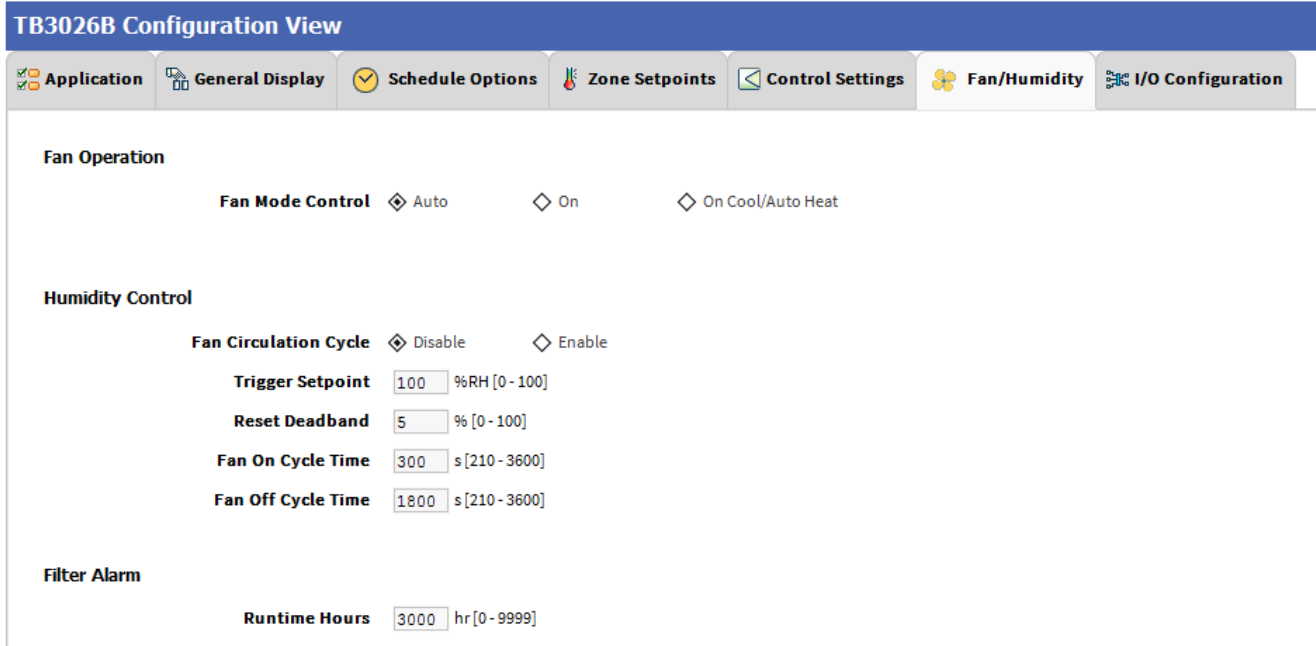 TB3026B Configuration View
Application General Display Schedule Options Zone Setpoints Control Settings Fan/Humidity I/O Configuration
Fan Operation
Fan Mode Control Auto On On Cool/Auto Heat
Humidity Control
Fan Circulation Cycle Disable Enable
Trigger Setpoint 100 %RH [0 - 100]
Reset Deadband 5 % [0 - 100]
Fan On Cycle Time 300 s [210 - 3600]
Fan Off Cycle Time 1800 s [210 - 3600]
Filter Alarm
Runtime Hours 3000 hr [0 - 9999]